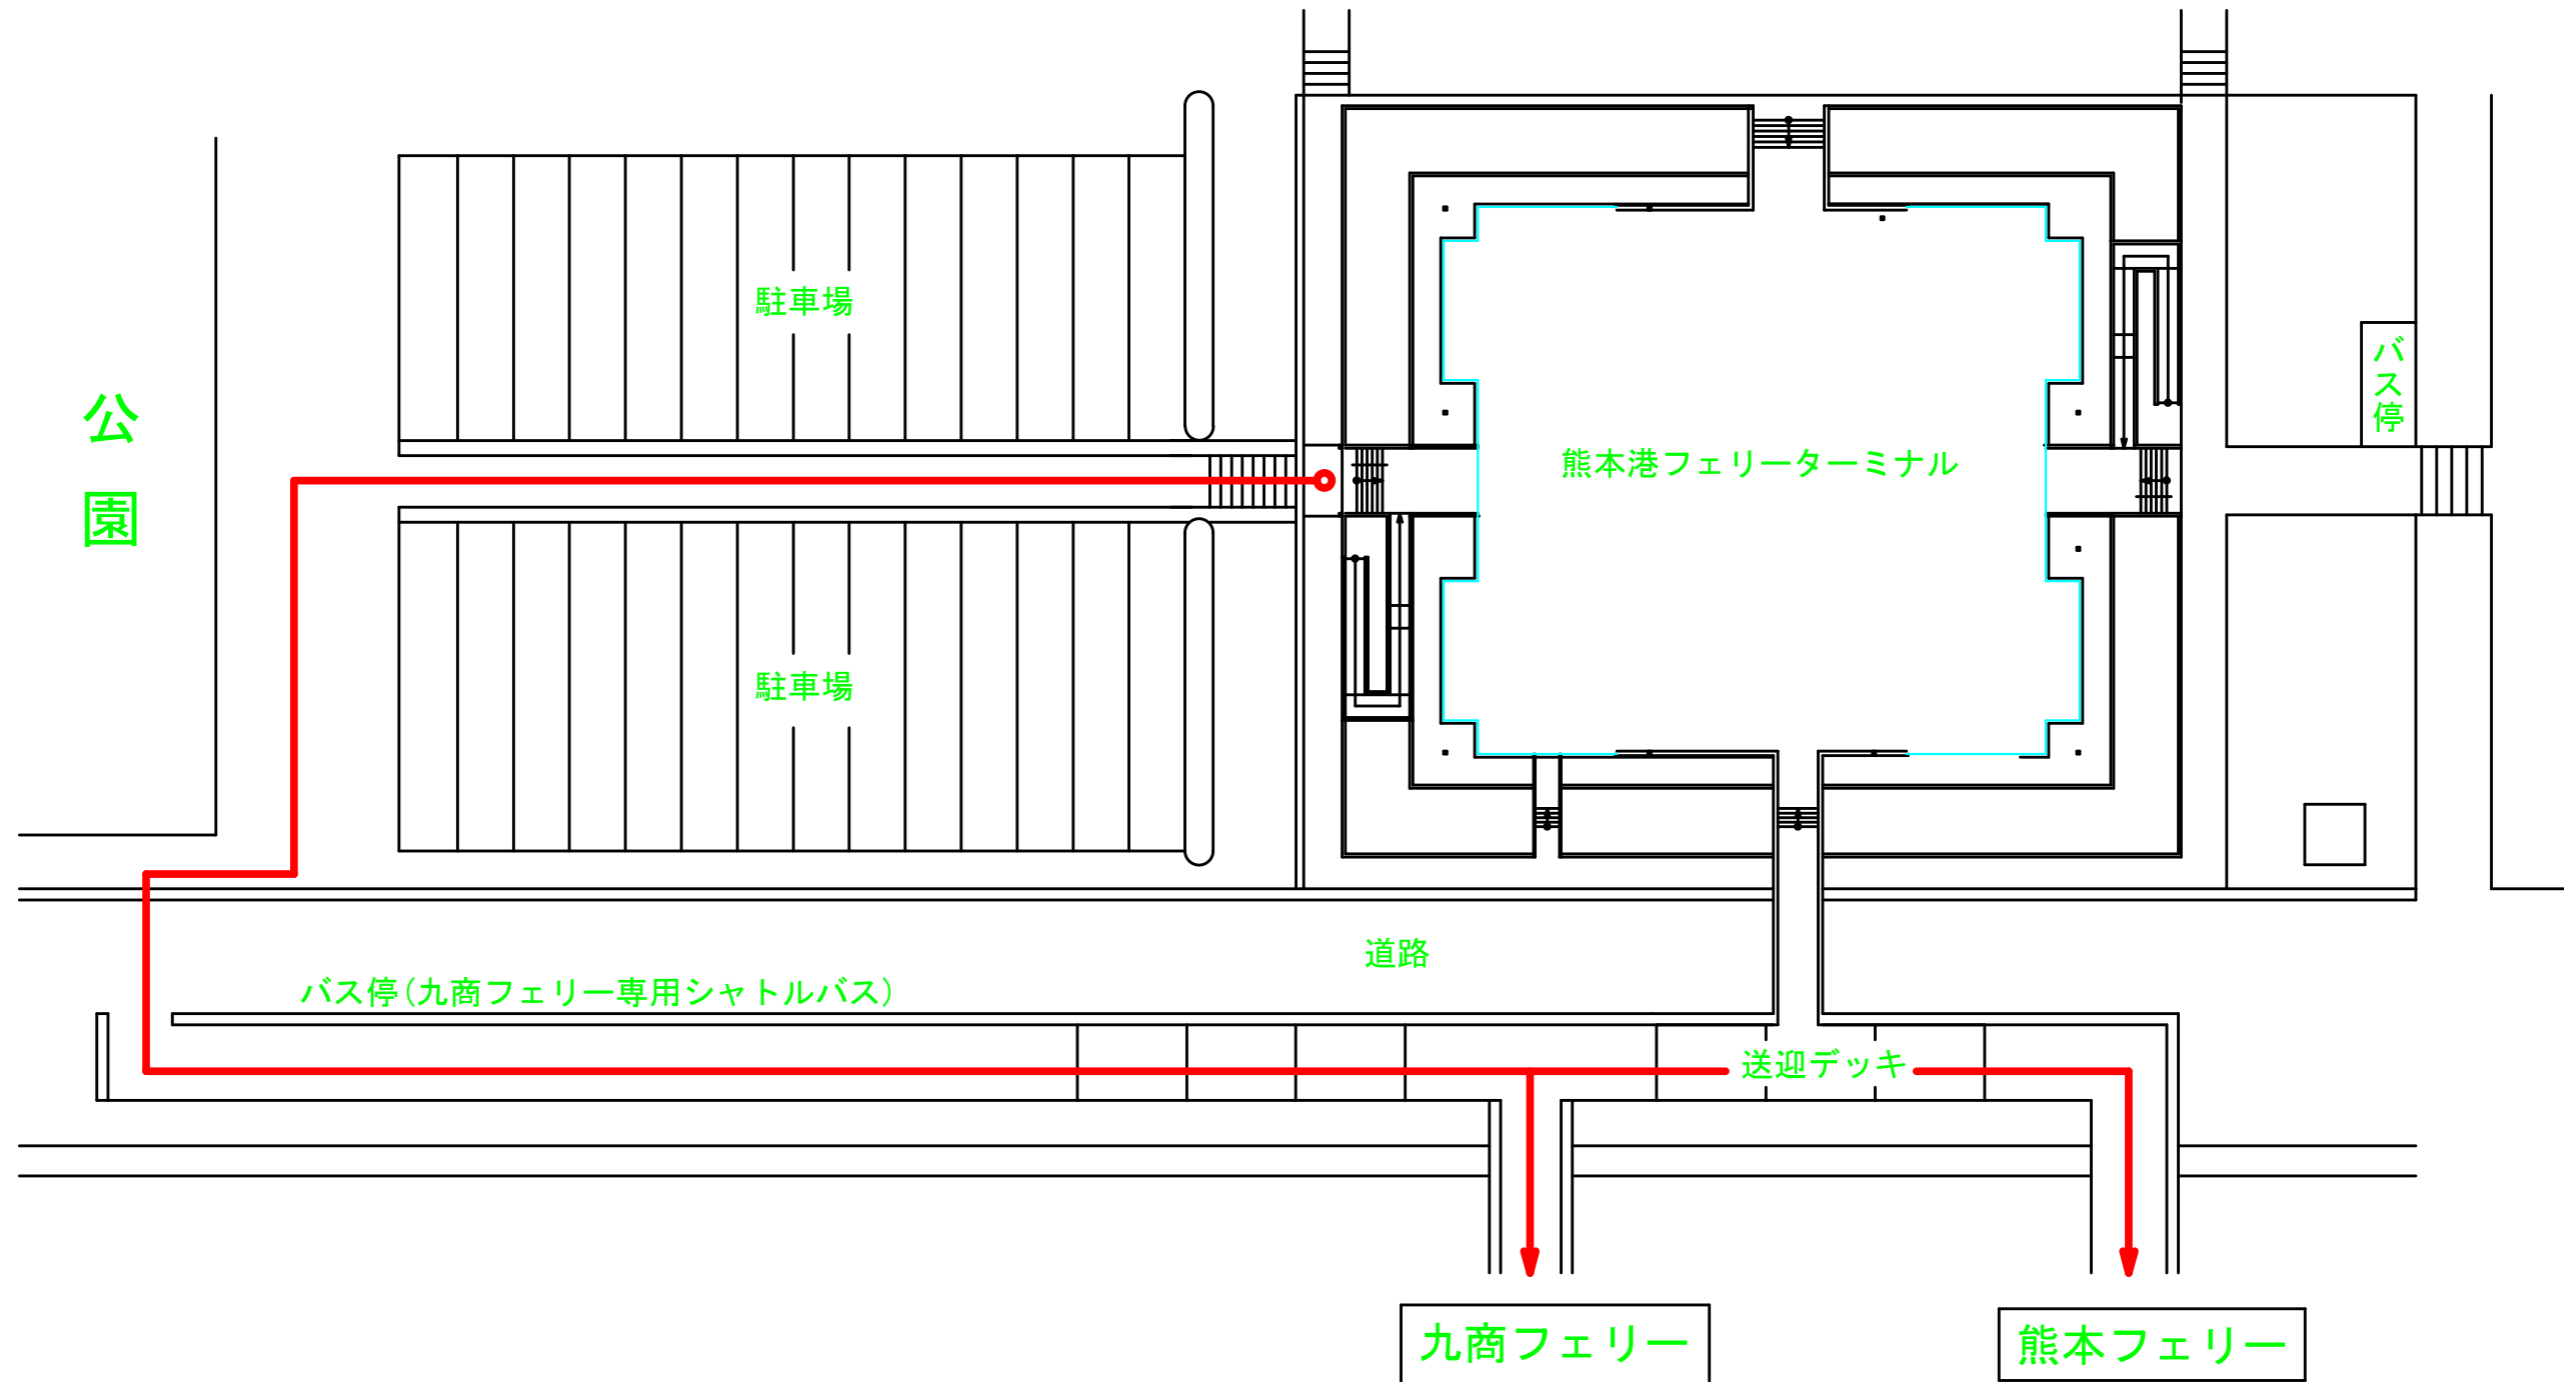 駐車場
バス停
公園
熊本港フェリーターミナル
駐車場
道路
バス停(九商フェリー専用シャトルバス)
送迎デッキ
九商フェリー
熊本フェリー